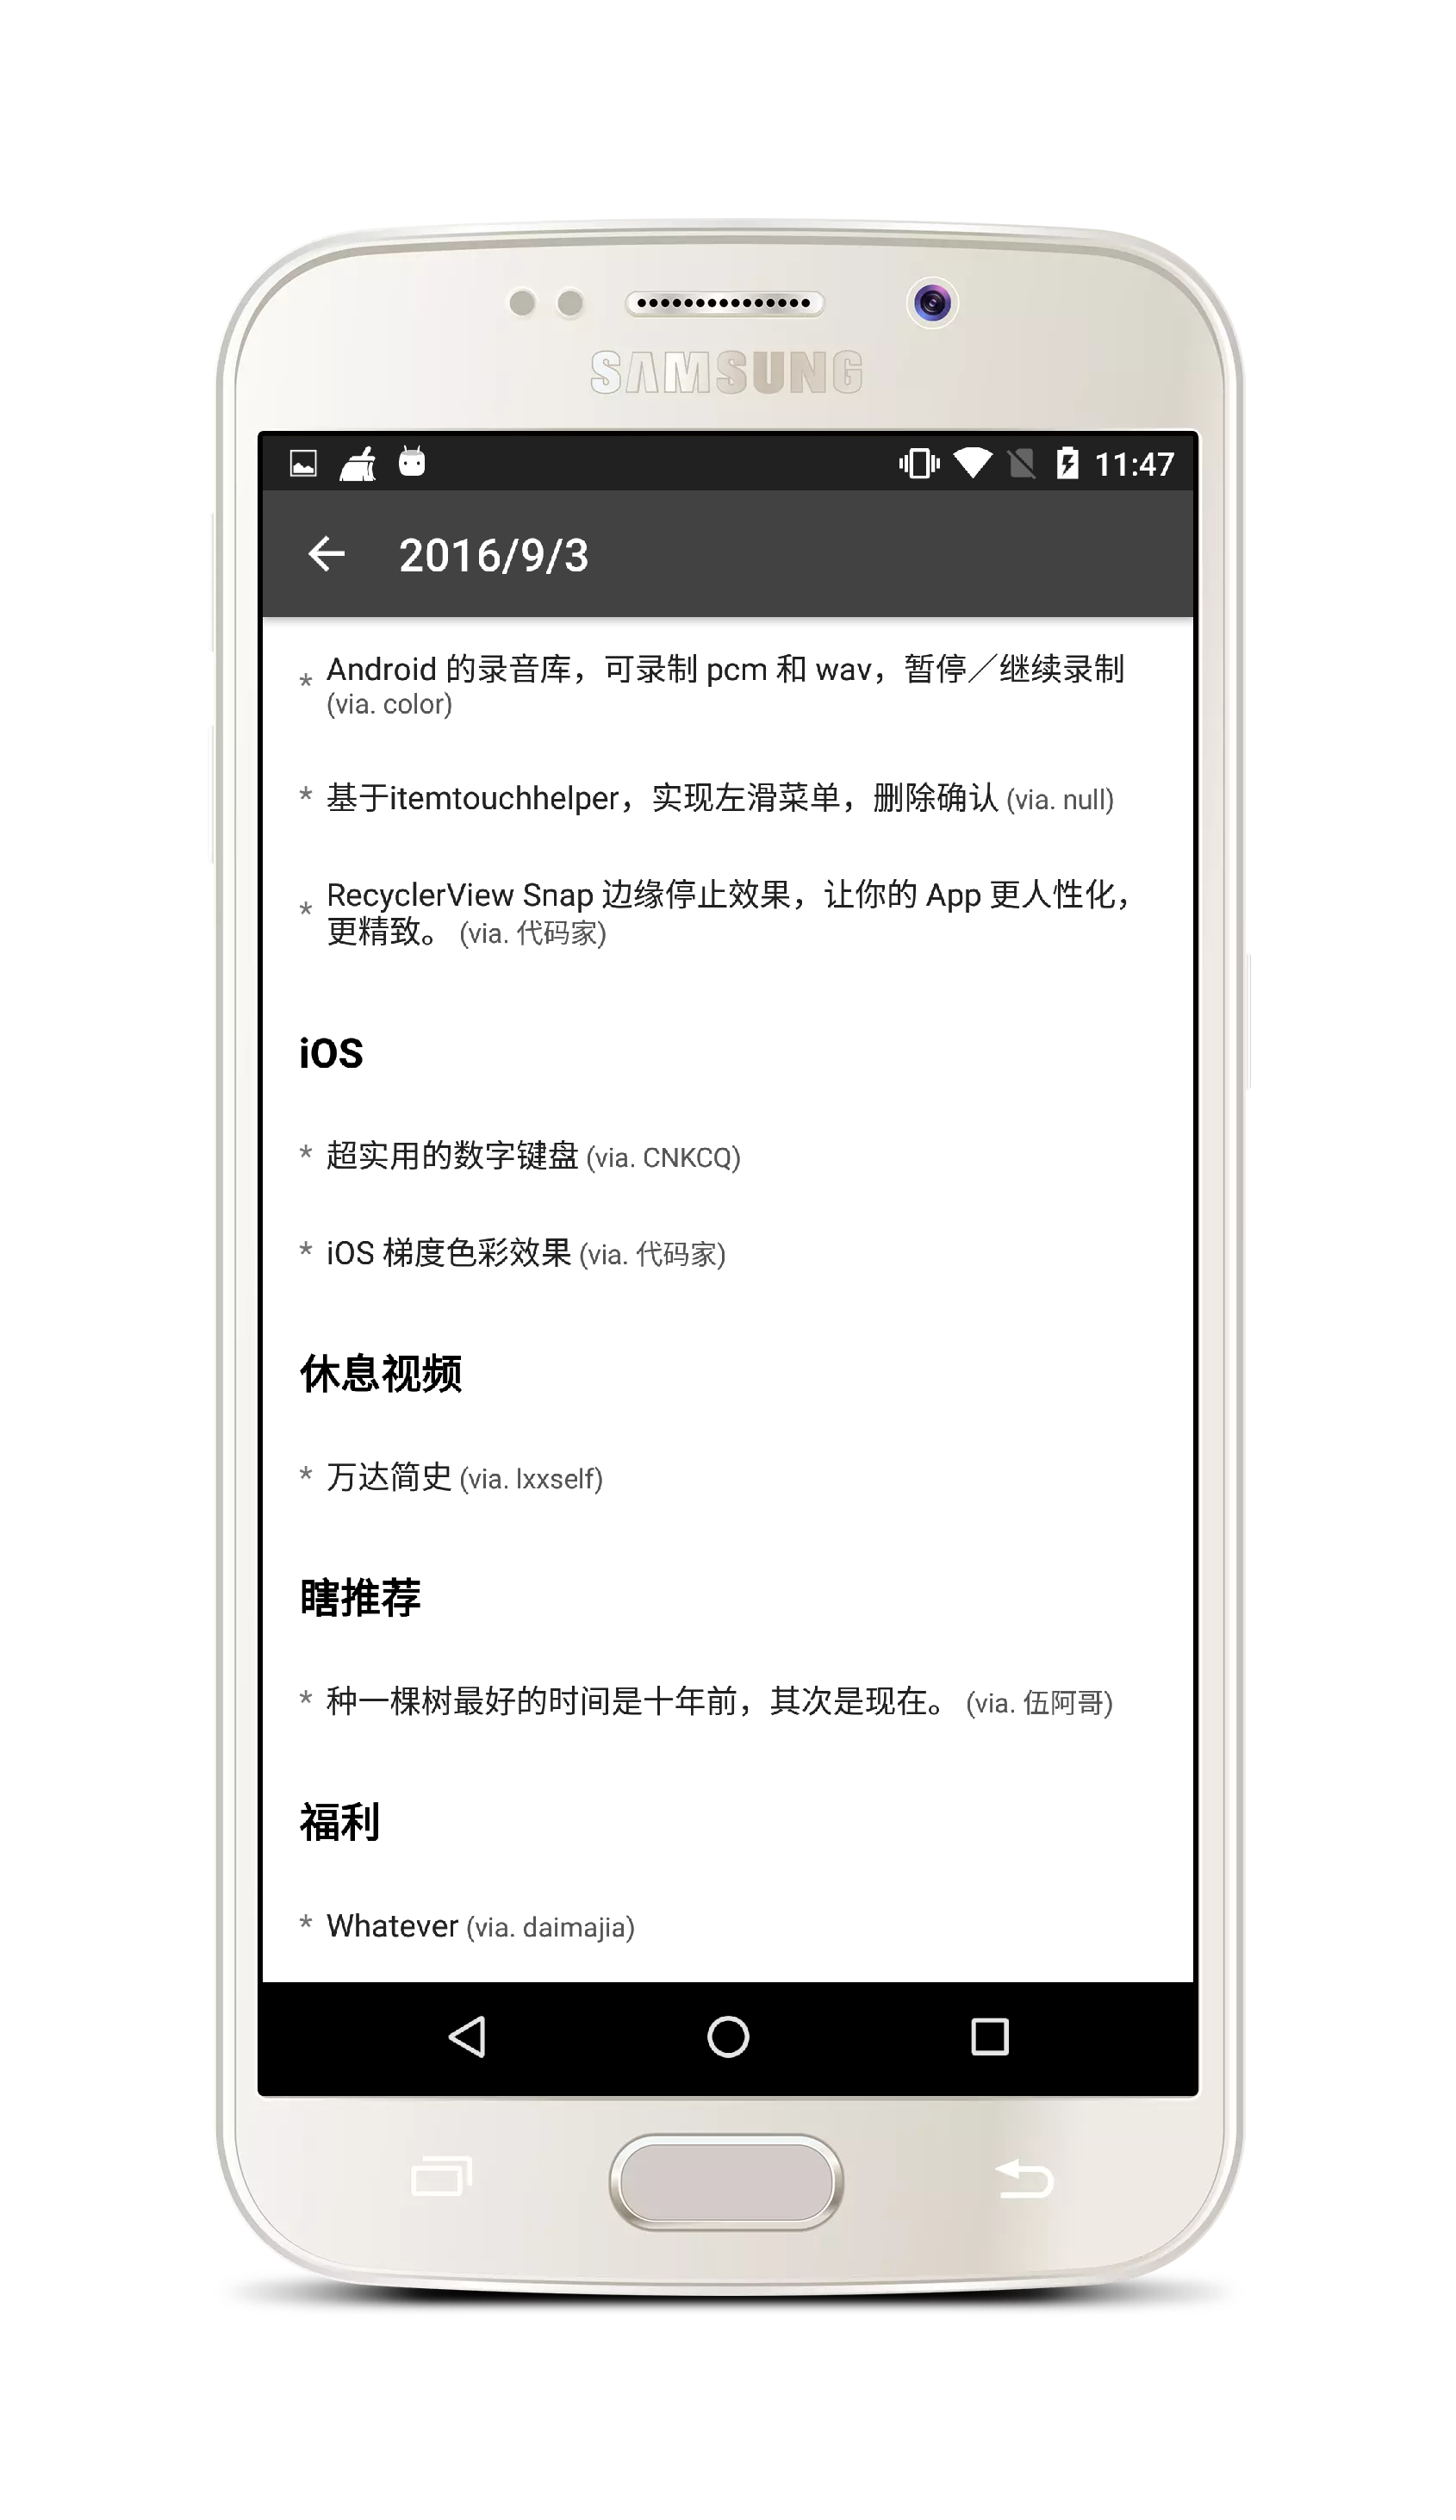 SAMSUNG
11:47
2016/9/3
* Android 的录音库，可录制 pcm 和 wav，暂停／继续录制
(via. color)
* 基于itemtouchhelper，实现左滑菜单，删除确认 (via. null)
* RecyclerView Snap 边缘停止效果，让你的 App 更人性化，
更精致。 (via. 代码家)
iOS
* 超实用的数字键盘 (via. CNKCQ)
* iOS 梯度色彩效果 (via. 代码家)
休息视频
* 万达简史 (via. lxxself)
瞎推荐
* 种一棵树最好的时间是十年前，其次是现在。 (via. 伍阿哥)
福利
* Whatever (via. daimajia)